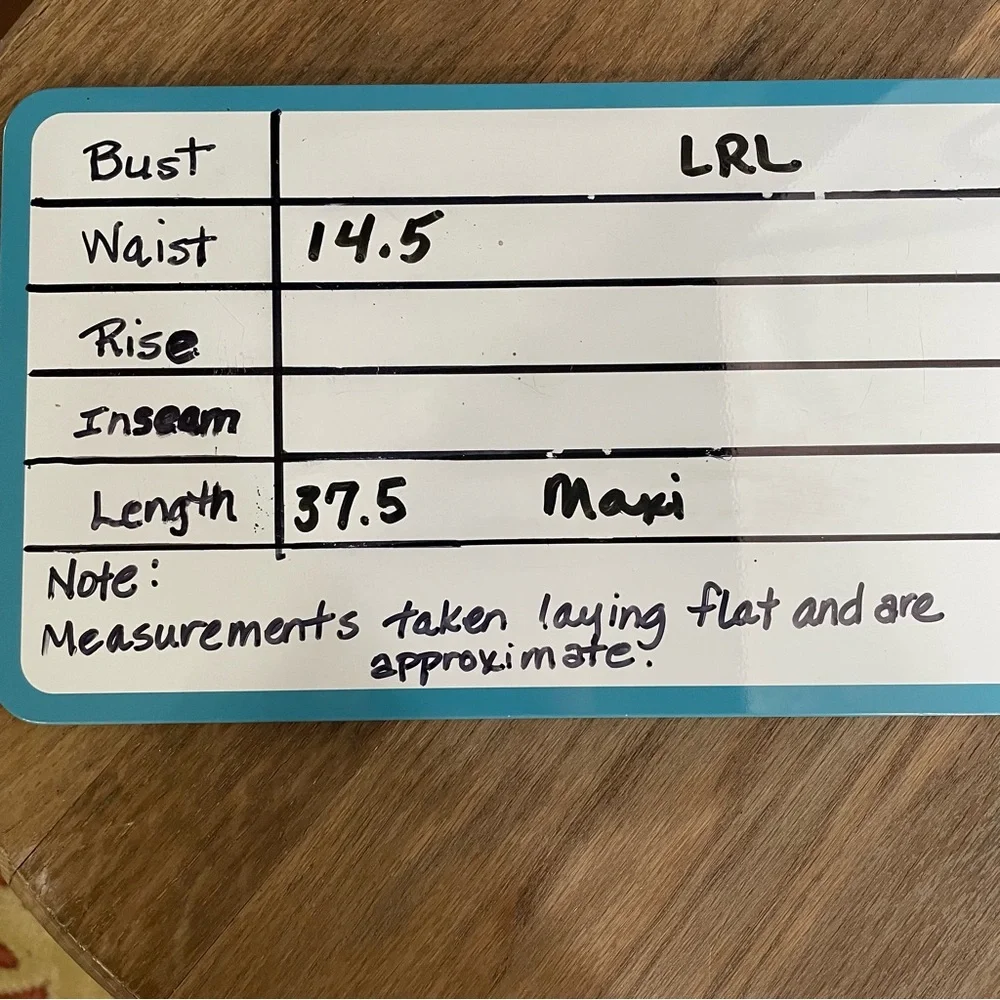 Bust LRL
Waist 14.5
Rise
Inseam
Length 37.5 Maxi
Note:
Measurements taken laying flat and are
approximate.